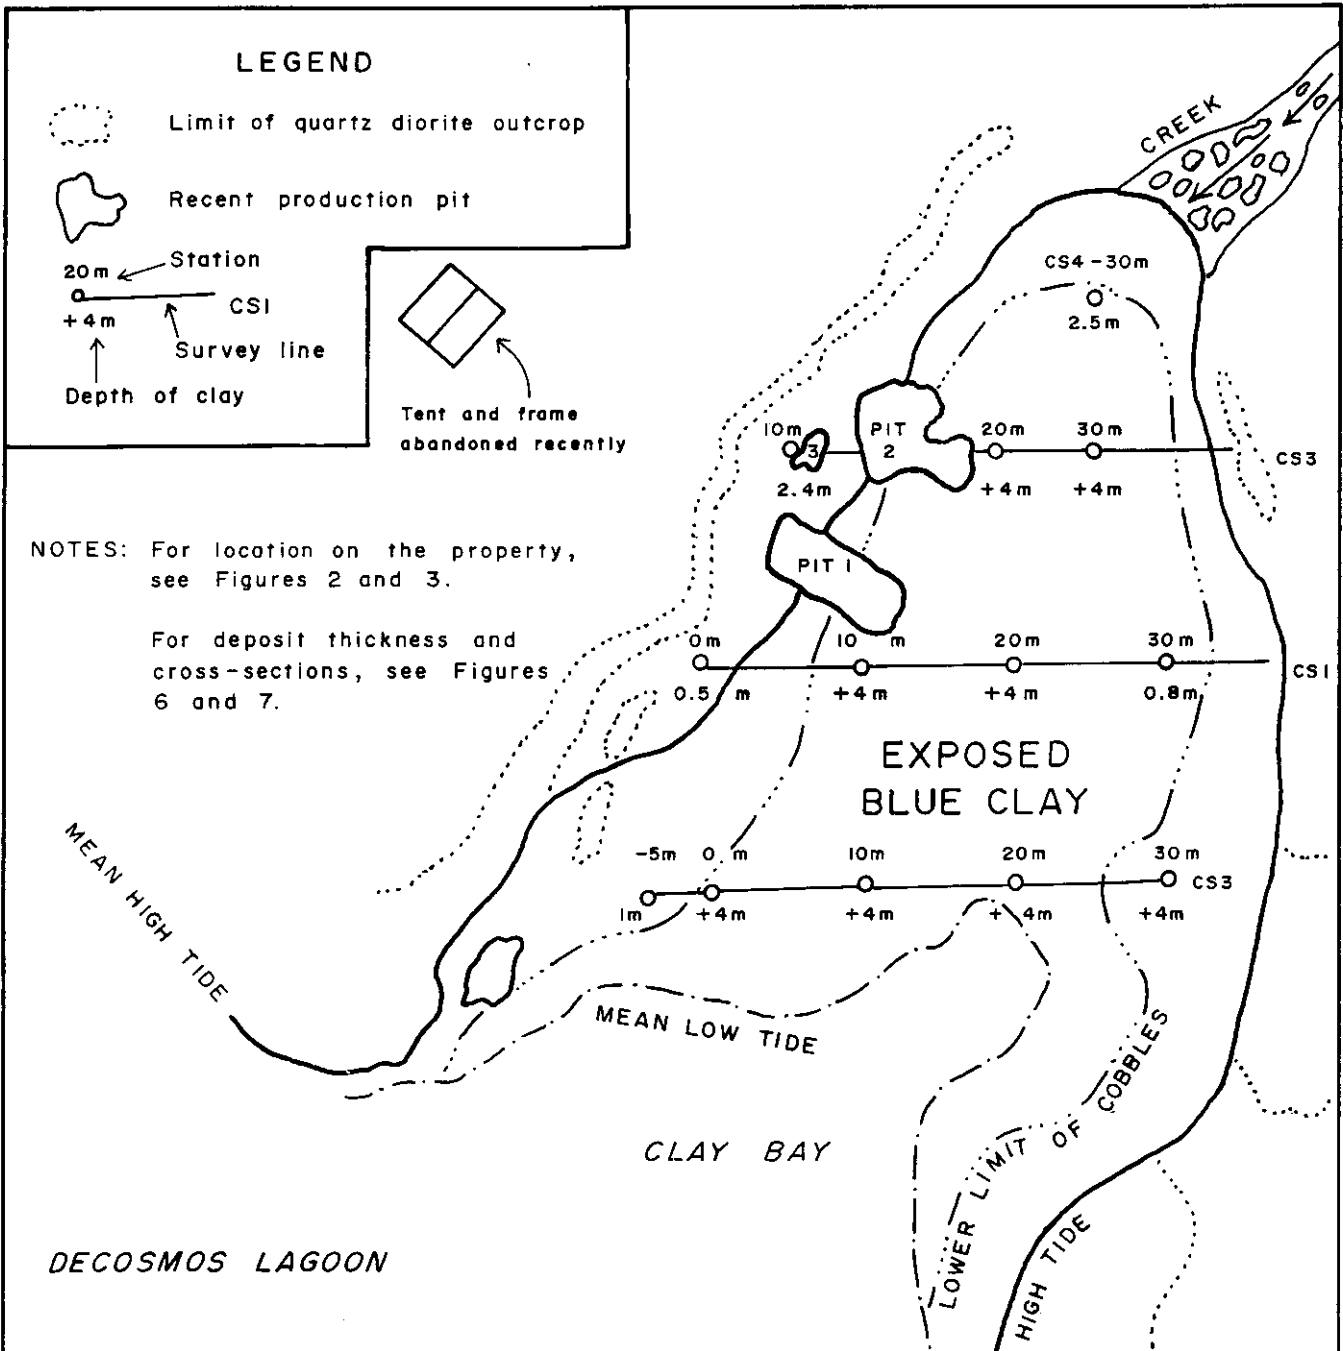 LEGEND
Limit of quartz diorite outcrop
Recent production pit
20m
Station
CS1
+4m
Survey line
Depth of clay
Tent and frame
abandoned recently
NOTES: For location on the property,
see Figures 2 and 3.
For deposit thickness and
cross-sections, see Figures
6 and 7.
CREEK
CS4-30m
2.5m
10m
3
PIT
2
20m
30m
CS3
2.4m
+4m
+4m
PIT 1
0m
10 m
20m
30m
CS1
0.5 m
+4m
+4m
0.8m
EXPOSED
BLUE CLAY
-5m
0 m
10m
20m
30m
CS3
1m
+4m
+4m
+4m
+4m
MEAN HIGH TIDE
MEAN LOW TIDE
LOWER LIMIT OF COBBLES
HIGH TIDE
CLAY BAY
DECOSMOS LAGOON